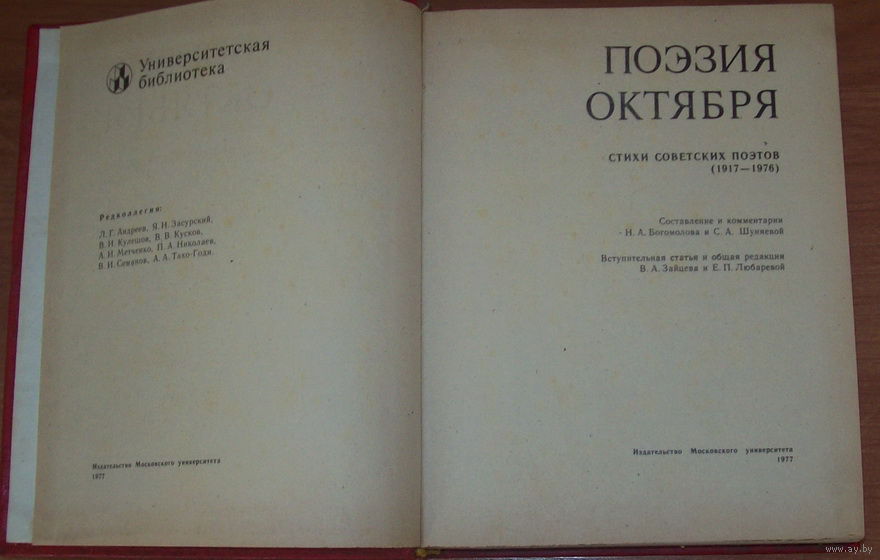 Университетская
библиотека
Редколлегия:
Л. Г. Андреев, Я. Н. Засурский,
В. И. Кулешов, В. В. Кусков,
А. И. Метченко, П. А. Николаев,
В. И. Семанов, А. А. Тахо-Годи.
Издательство Московского университета
1977
ПОЭЗИЯ
ОКТЯБРЯ
СТИХИ СОВЕТСКИХ ПОЭТОВ
(1917—1976)
Составление и комментарии
Н. А. Богомолова и С. А. Шуняевой
Вступительная статья и общая редакция
В. А. Зайцева и Е. П. Любаревой
Издательство Московского университета
1977
www.ay.by